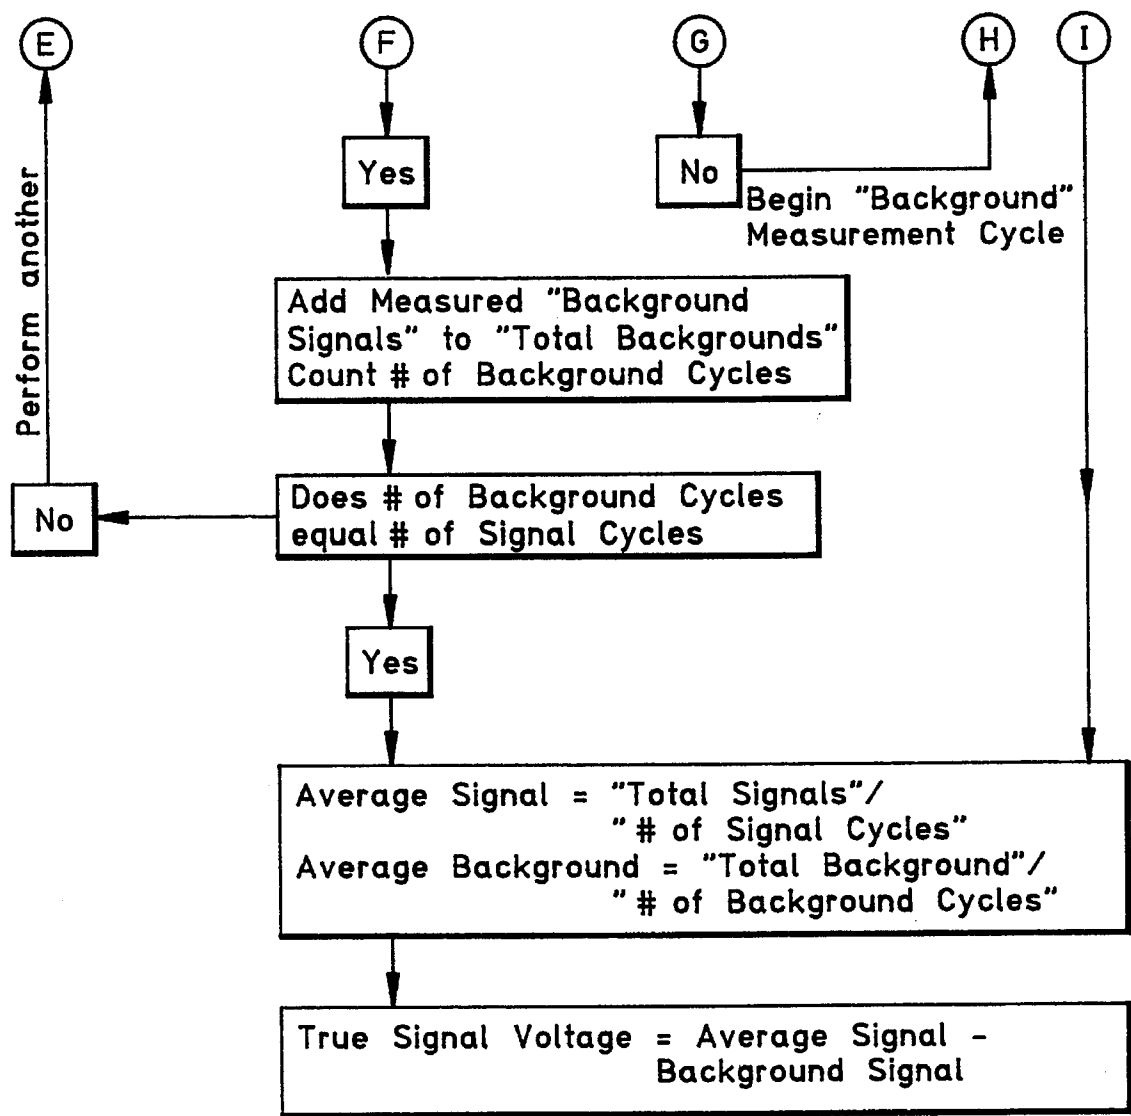 E
F
G
H
I
Yes
No
Begin "Background"
Measurement Cycle
Perform another
Add Measured "Background
Signals" to "Total Backgrounds"
Count # of Background Cycles
Does # of Background Cycles
equal # of Signal Cycles
No
Yes
Average Signal = "Total Signals"/
"# of Signal Cycles"
Average Background = "Total Background"/
"# of Background Cycles"
True Signal Voltage = Average Signal -
Background Signal